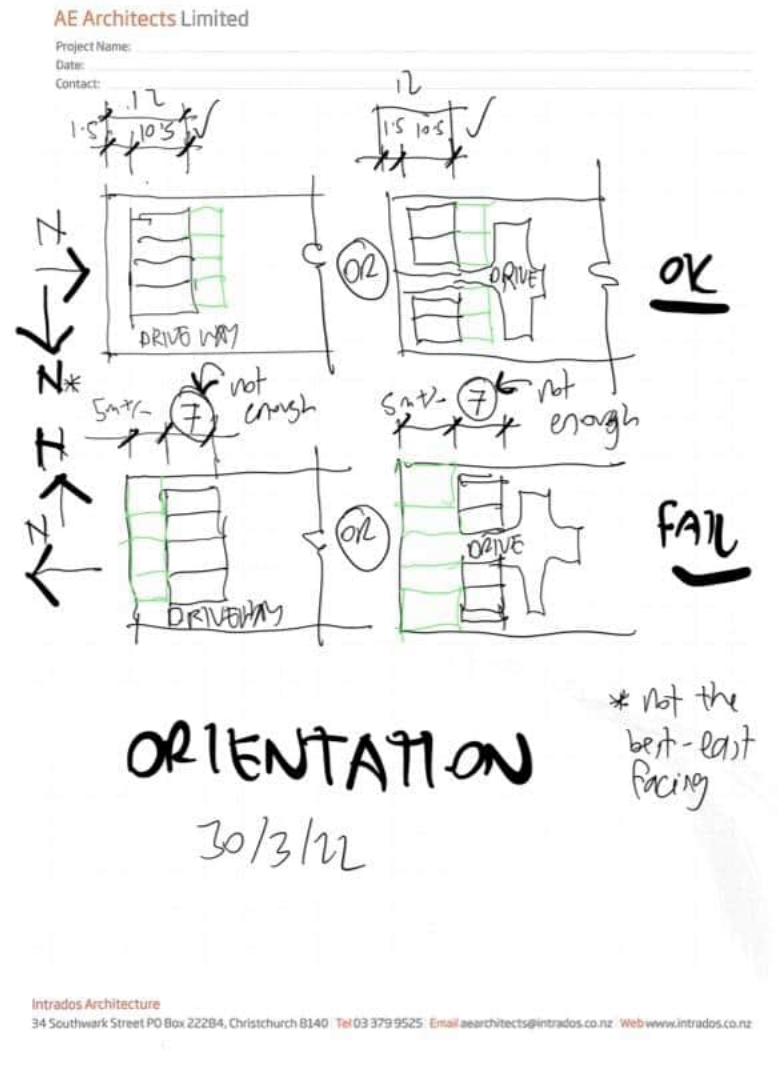 AE Architects Limited
Project Name:
Date:
Contact:
12
1.5 10.5
12
1.5 10.5
N
OR
DRIVE
OK
DRIVE WAY
N*
5m+/- 7 not enough
5m+/- 7 not enough
N
OR
DRIVE
FAIL
DRIVEWAY
* not the
best-east
facing
ORIENTATION
30/3/22
Intrados Architecture
34 Southwark Street PO Box 22284, Christchurch 8140 Tel 03 379 9525 Email aearchitects@intrados.co.nz Web www.intrados.co.nz